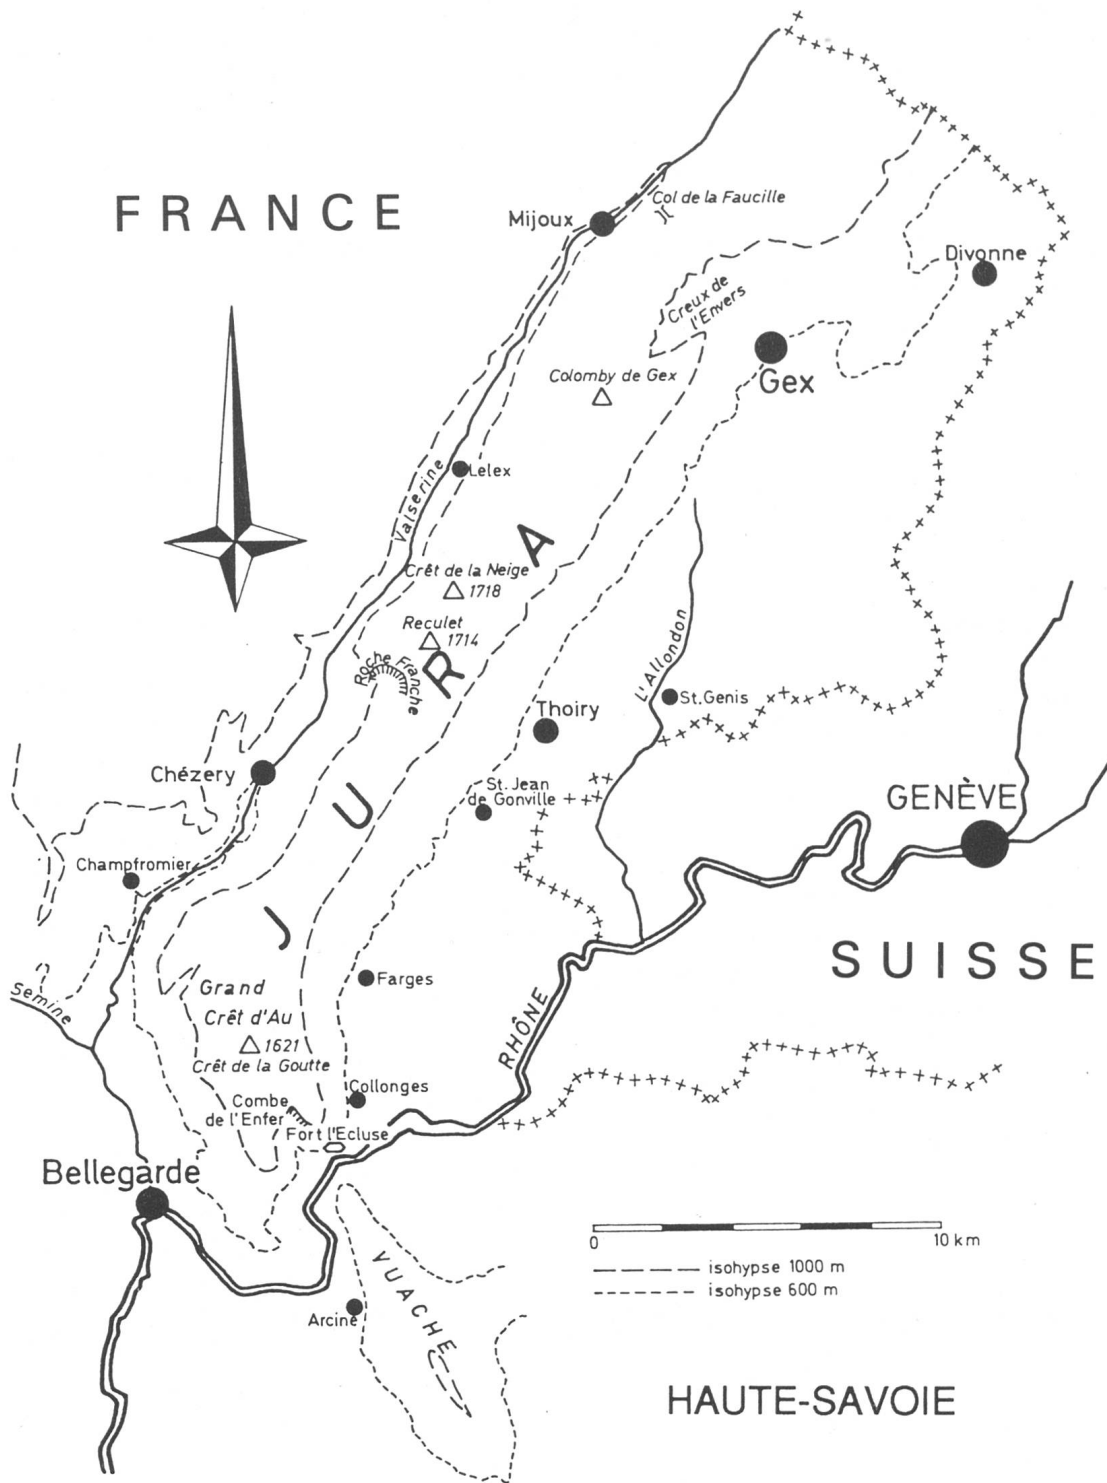 Col de la Faucille
FRANCE
Mijoux
Divonne
Creux de
l'Envers
Gex
Colomby de Gex
Lelex
Valserine
Crêt de la Neige
1718
Reculet
1714
Roche Franche
JURA
L'Allondon
St.Genis
Thoiry
Chézery
St.Jean
de Gonville
GENÈVE
Champfromier
SUISSE
Semine
Grand
Crêt d'Au
1621
Crêt de la Goutte
Farges
RHÔNE
Collonges
Combe
de l'Enfer
Fort l'Ecluse
Bellegarde
0 10 km
isohypse 1000 m
isohypse 600 m
VUACHE
Arcine
HAUTE-SAVOIE